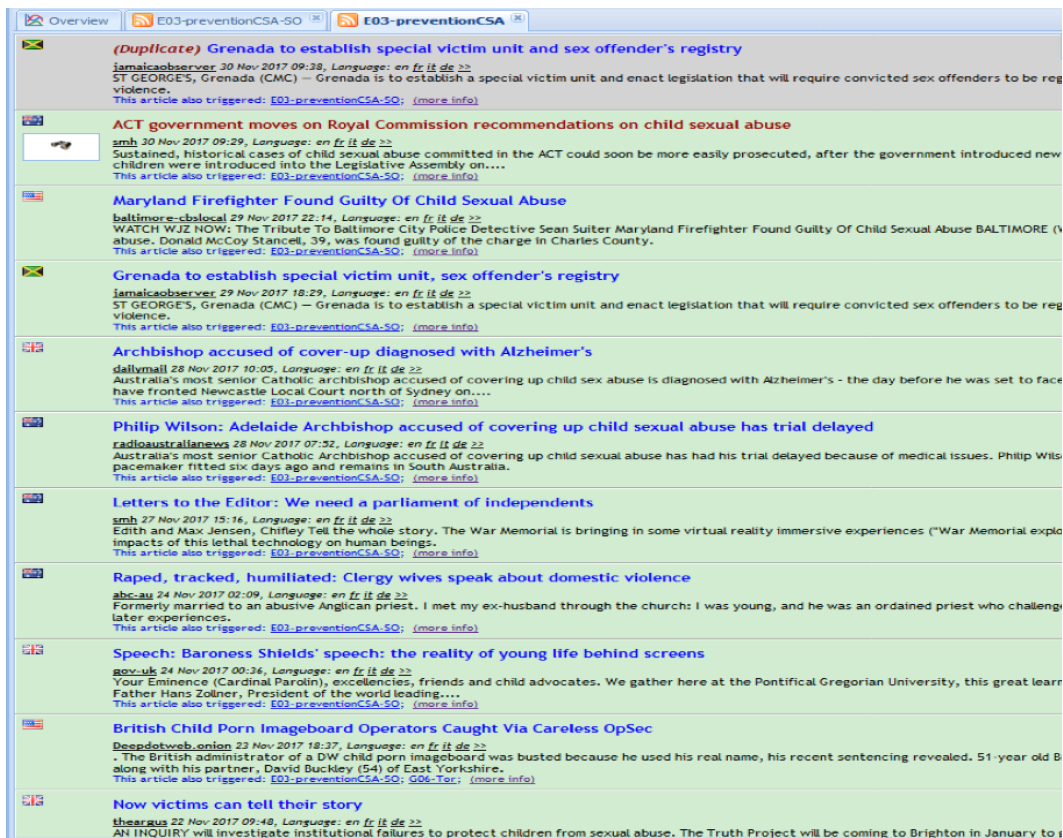 Overview E03-preventionCSA-SO E03-preventionCSA
(Duplicate) Grenada to establish special victim unit and sex offender's registry
jamaicaobserver 30 Nov 2017 09:38, Language: en fr it de >>
ST GEORGE'S, Grenada (CMC) — Grenada is to establish a special victim unit and enact legislation that will require convicted sex offenders to be reg
violence.
This article also triggered: E03-preventionCSA-SO; (more info)
ACT government moves on Royal Commission recommendations on child sexual abuse
smh 30 Nov 2017 09:29, Language: en fr it de >>
Sustained, historical cases of child sexual abuse committed in the ACT could soon be more easily prosecuted, after the government introduced new
children were introduced into the Legislative Assembly on....
This article also triggered: E03-preventionCSA-SO; (more info)
Maryland Firefighter Found Guilty Of Child Sexual Abuse
baltimore-cbslocal 29 Nov 2017 22:14, Language: en fr it de >>
WATCH WJZ NOW: The Tribute To Baltimore City Police Detective Sean Suiter Maryland Firefighter Found Guilty Of Child Sexual Abuse BALTIMORE (W
abuse. Donald McCoy Stancell, 39, was found guilty of the charge in Charles County.
This article also triggered: E03-preventionCSA-SO; (more info)
Grenada to establish special victim unit, sex offender's registry
jamaicaobserver 29 Nov 2017 18:29, Language: en fr it de >>
ST GEORGE'S, Grenada (CMC) — Grenada is to establish a special victim unit and enact legislation that will require convicted sex offenders to be reg
violence.
This article also triggered: E03-preventionCSA-SO; (more info)
Archbishop accused of cover-up diagnosed with Alzheimer's
dailymail 28 Nov 2017 10:05, Language: en fr it de >>
Australia's most senior Catholic archbishop accused of covering up child sex abuse is diagnosed with Alzheimer's - the day before he was set to face
have fronted Newcastle Local Court north of Sydney on....
This article also triggered: E03-preventionCSA-SO; (more info)
Philip Wilson: Adelaide Archbishop accused of covering up child sexual abuse has trial delayed
radioaustralianews 28 Nov 2017 07:52, Language: en fr it de >>
Australia's most senior Catholic Archbishop accused of covering up child sexual abuse has had his trial delayed because of medical issues. Philip Wils
pacemaker fitted six days ago and remains in South Australia.
This article also triggered: E03-preventionCSA-SO; (more info)
Letters to the Editor: We need a parliament of independents
smh 27 Nov 2017 15:16, Language: en fr it de >>
Edith and Max Jensen, Chifley Tell the whole story. The War Memorial is bringing in some virtual reality immersive experiences ("War Memorial explo
impacts of this lethal technology on human beings.
This article also triggered: E03-preventionCSA-SO; (more info)
Raped, tracked, humiliated: Clergy wives speak about domestic violence
abc-au 24 Nov 2017 02:09, Language: en fr it de >>
Formerly married to an abusive Anglican priest. I met my ex-husband through the church: I was young, and he was an ordained priest who challenge
later experiences.
This article also triggered: E03-preventionCSA-SO; (more info)
Speech: Baroness Shields' speech: the reality of young life behind screens
gov-uk 24 Nov 2017 00:36, Language: en fr it de >>
Your Eminence (Cardinal Parolin), excellencies, friends and child advocates. We gather here at the Pontifical Gregorian University, this great learn
Father Hans Zollner, President of the world leading....
This article also triggered: E03-preventionCSA-SO; (more info)
British Child Porn Imageboard Operators Caught Via Careless OpSec
Deepdotweb.onion 23 Nov 2017 18:37, Language: en fr it de >>
. The British administrator of a DW child porn imageboard was busted because he used his real name, his recent sentencing revealed. 51-year old B
along with his partner, David Buckley (54) of East Yorkshire.
This article also triggered: E03-preventionCSA-SO; G06-Tor; (more info)
Now victims can tell their story
theargus 22 Nov 2017 09:48, Language: en fr it de >>
AN INQUIRY will investigate institutional failures to protect children from sexual abuse. The Truth Project will be coming to Brighton in January to g